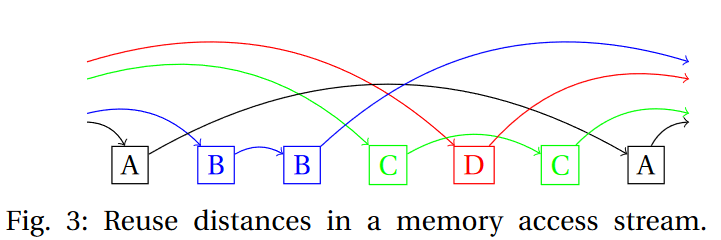 A B B C D C A
Fig. 3: Reuse distances in a memory access stream.